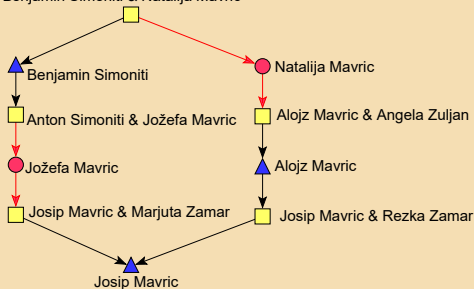 Benjamin Simoniti & Natalija Mavric
Benjamin Simoniti
Natalija Mavric
Anton Simoniti & Jožefa Mavric
Alojz Mavric & Angela Zuljan
Jožefa Mavric
Alojz Mavric
Josip Mavric & Marjuta Zamar
Josip Mavric & Rezka Zamar
Josip Mavric